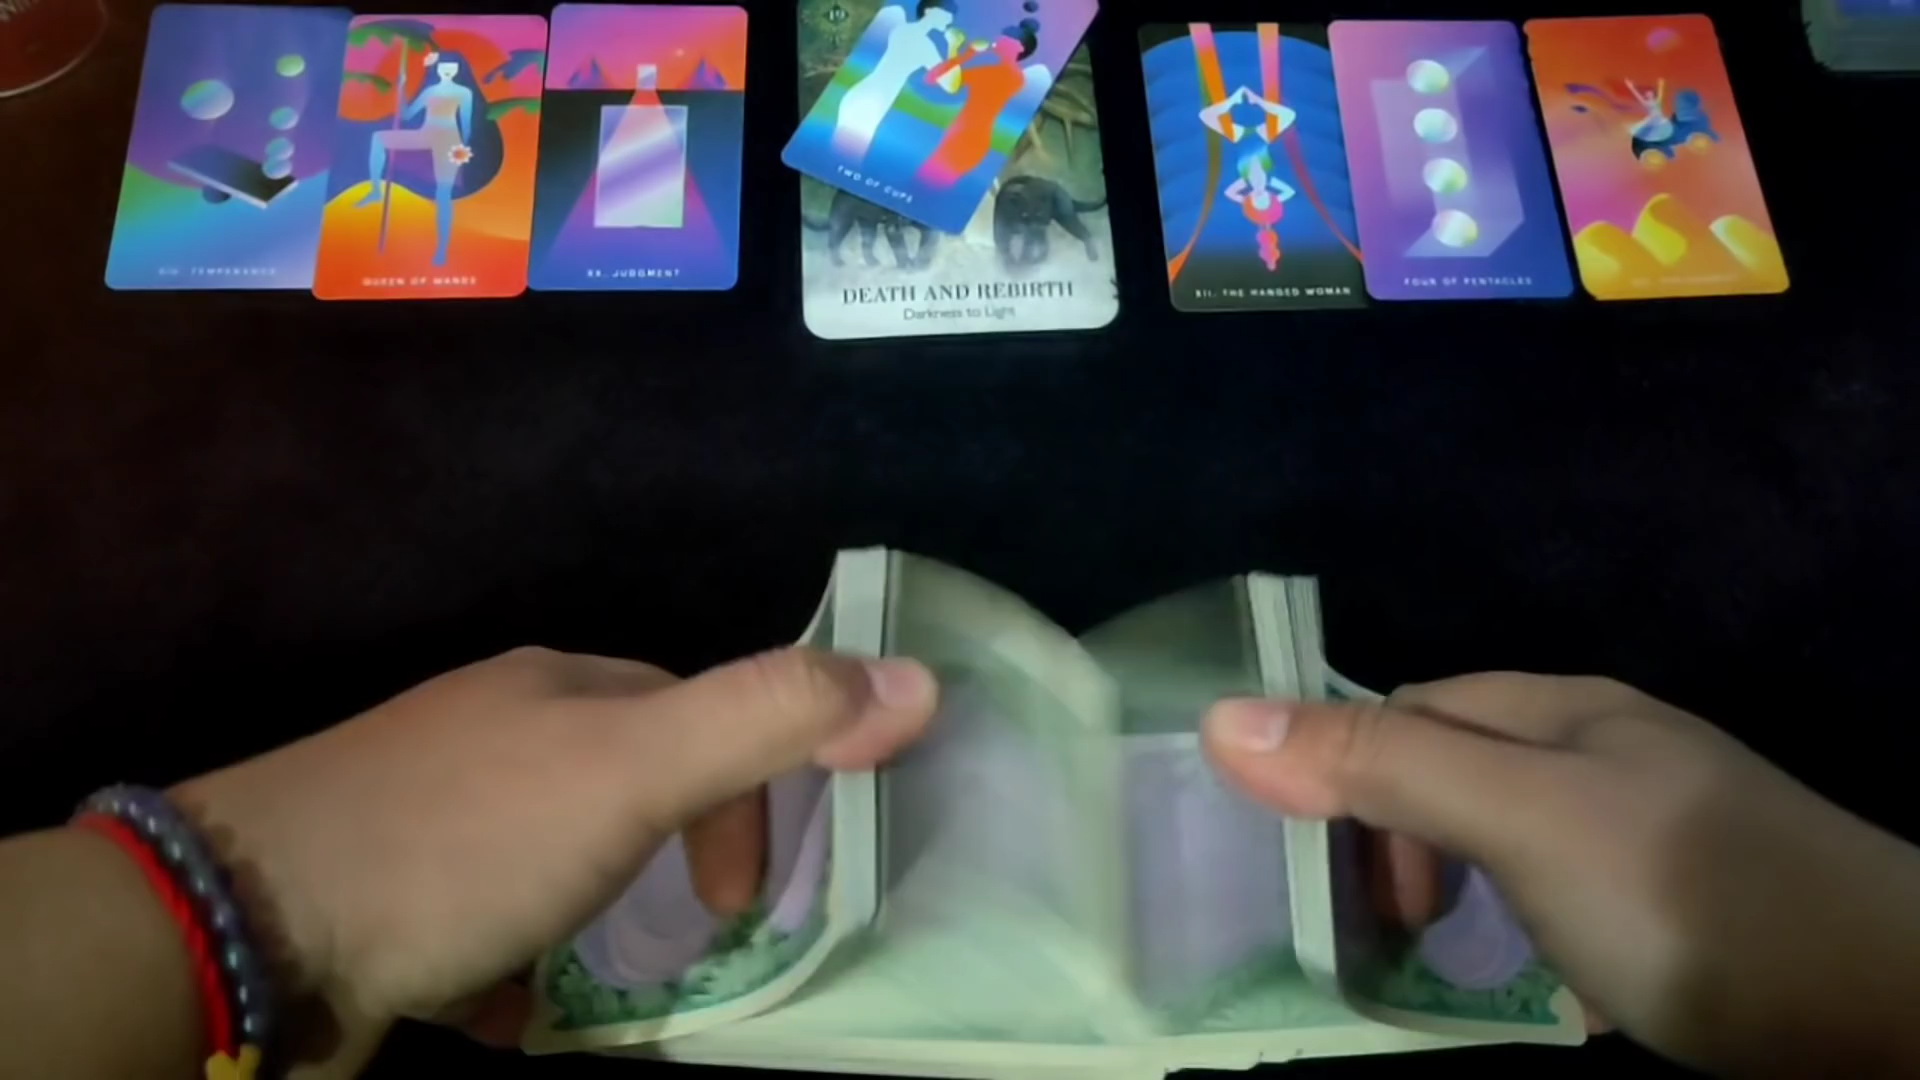 XIV. TEMPERANCE
QUEEN OF WANDS
XX. JUDGMENT
19
TWO OF CUPS
DEATH AND REBIRTH
Darkness to Light
XII. THE HANGED WOMAN
FOUR OF PENTACLES